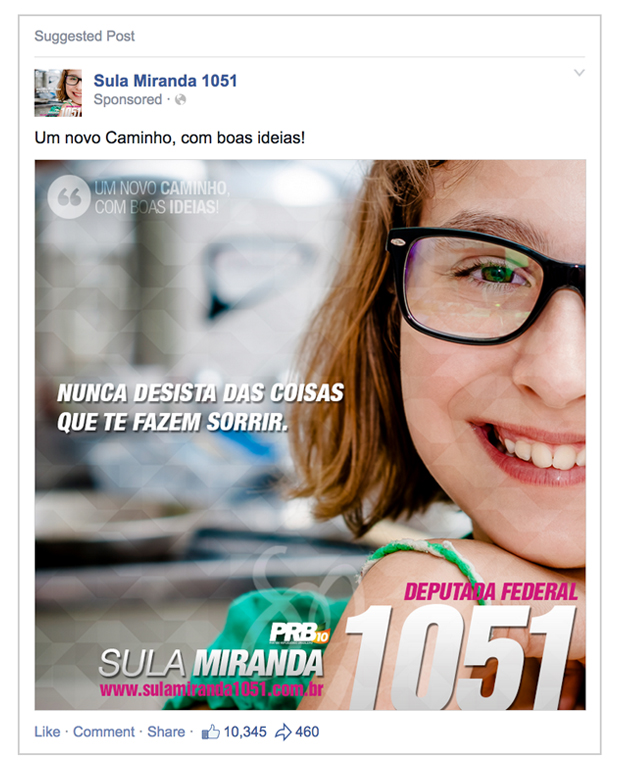 Suggested Post
Sula Miranda 1051
Sponsored ·
Um novo Caminho, com boas ideias!
UM NOVO CAMINHO,
COM BOAS IDEIAS!
NUNCA DESISTA DAS COISAS
QUE TE FAZEM SORRIR.
DEPUTADA FEDERAL
1051
PRB10
SULA MIRANDA
www.sulamiranda1051.com.br
Like · Comment · Share · 10,345 460